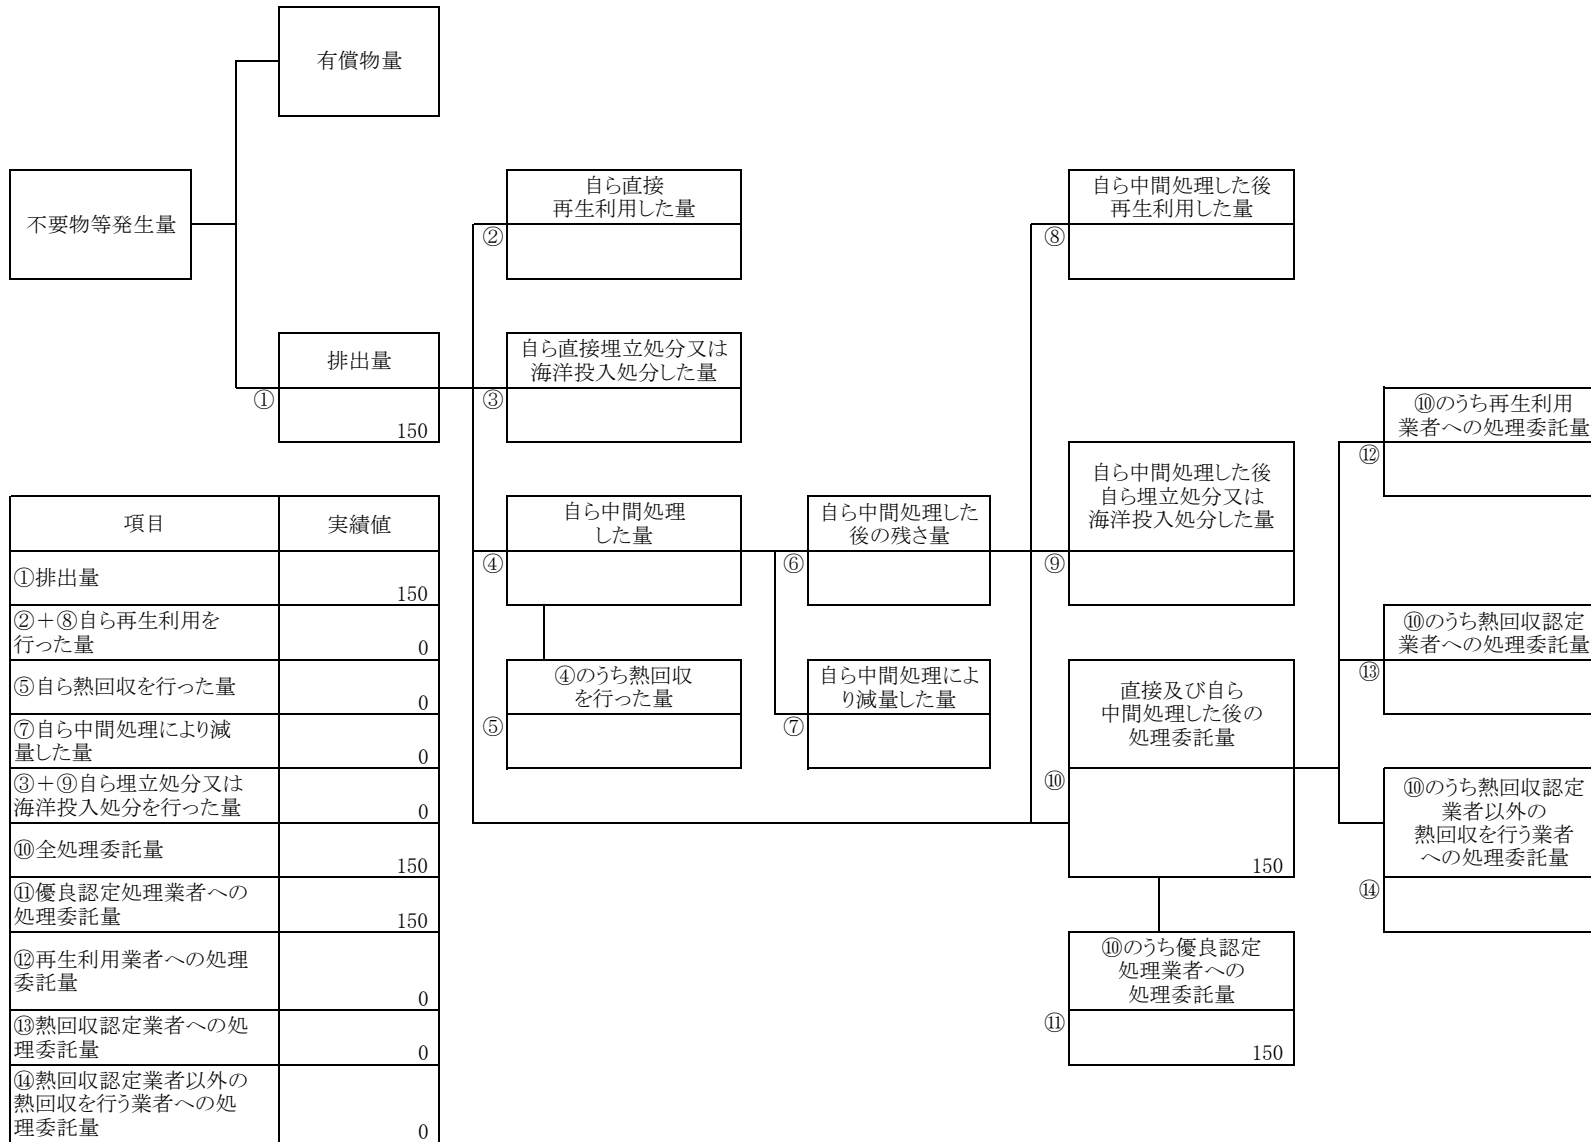 有償物量
不要物等発生量
自ら直接
再生利用した量
②
自ら中間処理した後
再生利用した量
⑧
排出量
①
150
自ら直接埋立処分又は
海洋投入処分した量
③
⑩のうち再生利用
業者への処理委託量
⑫
自ら中間処理した後
自ら埋立処分又は
海洋投入処分した量
⑨
自ら中間処理
した量
④
自ら中間処理した
後の残さ量
⑥
⑩のうち熱回収認定
業者への処理委託量
⑬
④のうち熱回収
を行った量
⑤
自ら中間処理によ
り減量した量
⑦
直接及び自ら
中間処理した後の
処理委託量
⑩
150
⑩のうち熱回収認定
業者以外の
熱回収を行う業者
への処理委託量
⑭
⑩のうち優良認定
処理業者への
処理委託量
⑪
150
項目 実績値
①排出量 150
②＋⑧自ら再生利用を
行った量 0
⑤自ら熱回収を行った量 0
⑦自ら中間処理により減
量した量 0
③＋⑨自ら埋立処分又は
海洋投入処分を行った量 0
⑩全処理委託量 150
⑪優良認定処理業者への
処理委託量 150
⑫再生利用業者への処理
委託量 0
⑬熱回収認定業者への処
理委託量 0
⑭熱回収認定業者以外の
熱回収を行う業者への処
理委託量 0